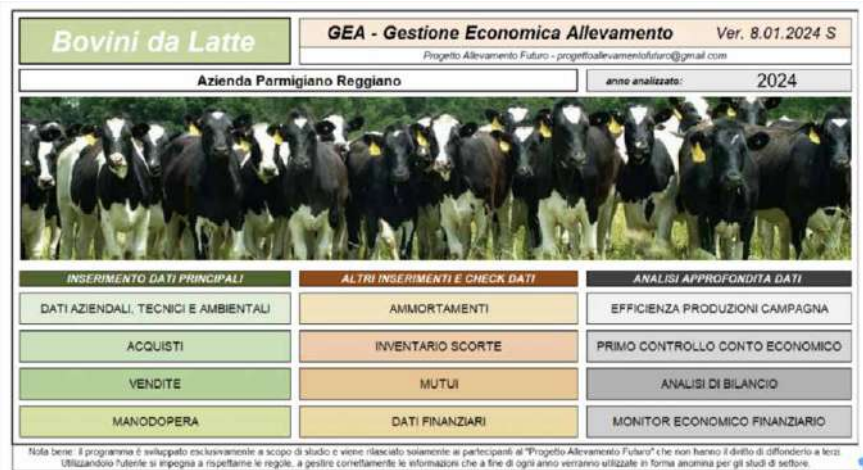 Bovini da Latte
GEA - Gestione Economica Allevamento Ver. 8.01.2024 S
Progetto Allevamento Futuro - progettoallevamentofuturo@gmail.com
Azienda Parmigiano Reggiano
anno analizzato: 2024
INSERIMENTO DATI PRINCIPALI
DATI AZIENDALI, TECNICI E AMBIENTALI
ACQUISTI
VENDITE
MANODOPERA
ALTRI INSERIMENTI E CHECK DATI
AMMORTAMENTI
INVENTARIO SCORTE
MUTUI
DATI FINANZIARI
ANALISI APPROFONDITA DATI
EFFICIENZA PRODUZIONI CAMPAGNA
PRIMO CONTROLLO CONTO ECONOMICO
ANALISI DI BILANCIO
MONITOR ECONOMICO FINANZIARIO
Nota bene: il programma è sviluppato esclusivamente a scopo di studio e viene rilasciato solamente ai partecipanti al "Progetto Allevamento Futuro" che non hanno il diritto di diffonderlo a terzi.
Utilizzandolo l'utente si impegna a rispettarne le regole, a gestire correttamente le informazioni che a fine di ogni anno verranno utilizzate in forma anonima per gli studi di settore.